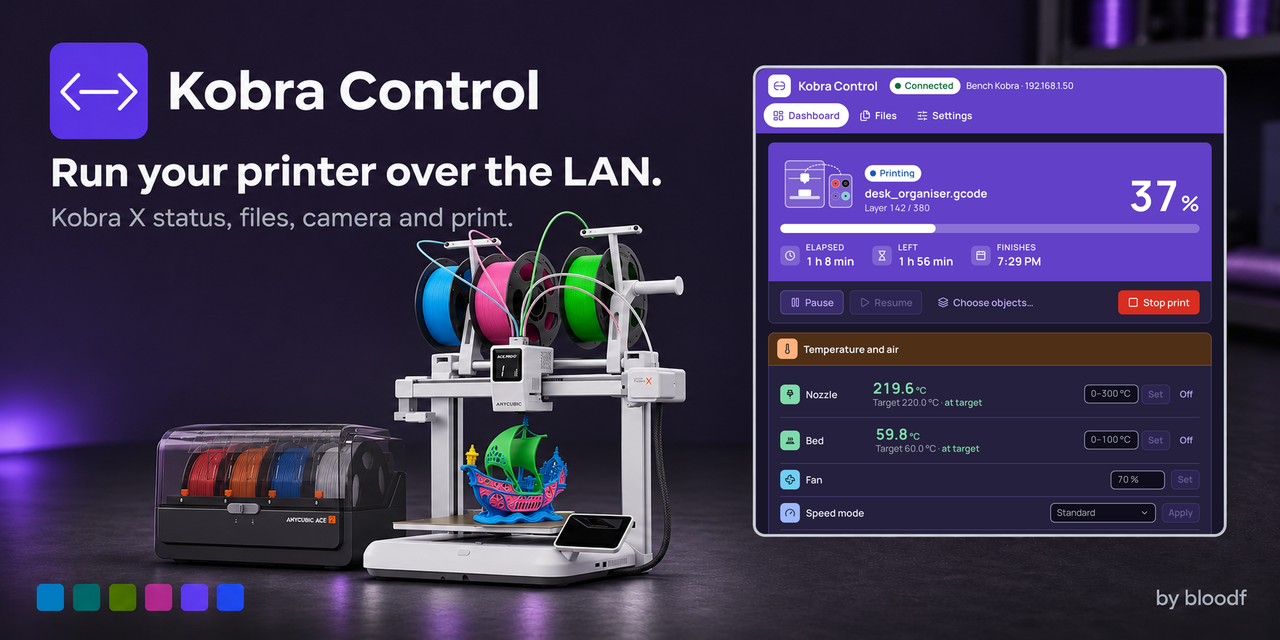 Kobra Control
Run your printer over the LAN.
Kobra X status, files, camera and print.
Kobra Control
Connected
Bench Kobra · 192.168.1.50
Dashboard
Files
Settings
Printing
desk_organiser.gcode
Layer 142 / 380
37%
ELAPSED
1 h 8 min
LEFT
1 h 56 min
FINISHES
7:29 PM
Pause
Resume
Choose objects...
Stop print
Temperature and air
Nozzle
219.6 °C
Target 220.0 °C · at target
0–300 °C
Set
Off
Bed
59.8 °C
Target 60.0 °C · at target
0–100 °C
Set
Off
Fan
70 %
Set
Speed mode
Standard
Apply
ACE PRO
ANYCUBIC
X
ANYCUBIC ACE
by bloodf